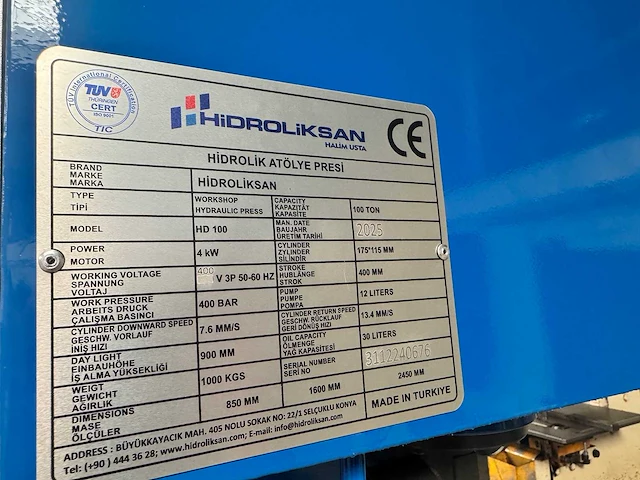 TÜV International Certification
TÜV
THÜRINGEN
CERT
ISO 9001
TIC
HiDROLiKSAN
HALIM USTA
CE
HİDROLİK ATÖLYE PRESİ
BRAND
MARKE
MARKA
HİDROLİKSAN
TYPE
TİPİ
WORKSHOP
HYDRAULIC PRESS
CAPACITY
KAPAZITÄT
KAPASİTE
100 TON
MODEL
HD 100
MAN. DATE
BAUJAHR
ÜRETİM TARİHİ
2025
POWER
MOTOR
4 kW
CYLINDER
ZYLINDER
SİLİNDİR
175*115 MM
WORKING VOLTAGE
SPANNUNG
VOLTAJ
400 V 3P 50-60 HZ
STROKE
HUBLÄNGE
STROK
400 MM
WORK PRESSURE
ARBEITS DRUCK
ÇALIŞMA BASINCI
400 BAR
PUMP
PUMPE
POMPA
12 LITERS
CYLINDER DOWNWARD SPEED
GESCHW. VORLAUF
İNİŞ HIZI
7.6 MM/S
CYLINDER RETURN SPEED
GESCHW. RÜCKLAUF
GERİ DÖNÜŞ HIZI
13.4 MM/S
DAY LIGHT
EINBAUHÖHE
İŞ ALMA YÜKSEKLİĞİ
900 MM
OIL CAPACITY
ÖLMENGE
YAĞ KAPASİTESİ
30 LITERS
WEIGT
GEWICHT
AĞIRLIK
1000 KGS
SERIAL NUMBER
SERI NO
3112240676
DIMENSIONS
MASE
ÖLÇÜLER
850 MM
1600 MM
2450 MM
MADE IN TURKIYE
ADDRESS : BÜYÜKKAYACIK MAH. 405 NOLU SOKAK NO: 22/1 SELÇUKLU KONYA
Tel: (+90 ) 444 36 28; www.hidroliksan.com; E-mail: info@hidroliksan.com